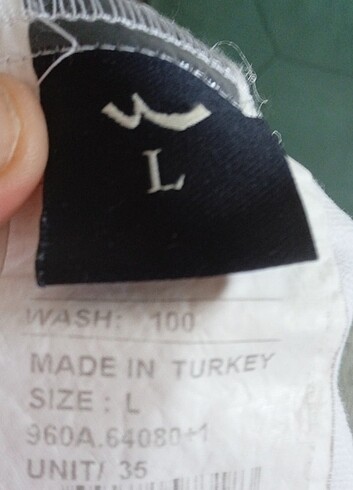 L
WASH: 100
MADE IN TURKEY
SIZE : L
960A.64080+1
UNIT/ 35